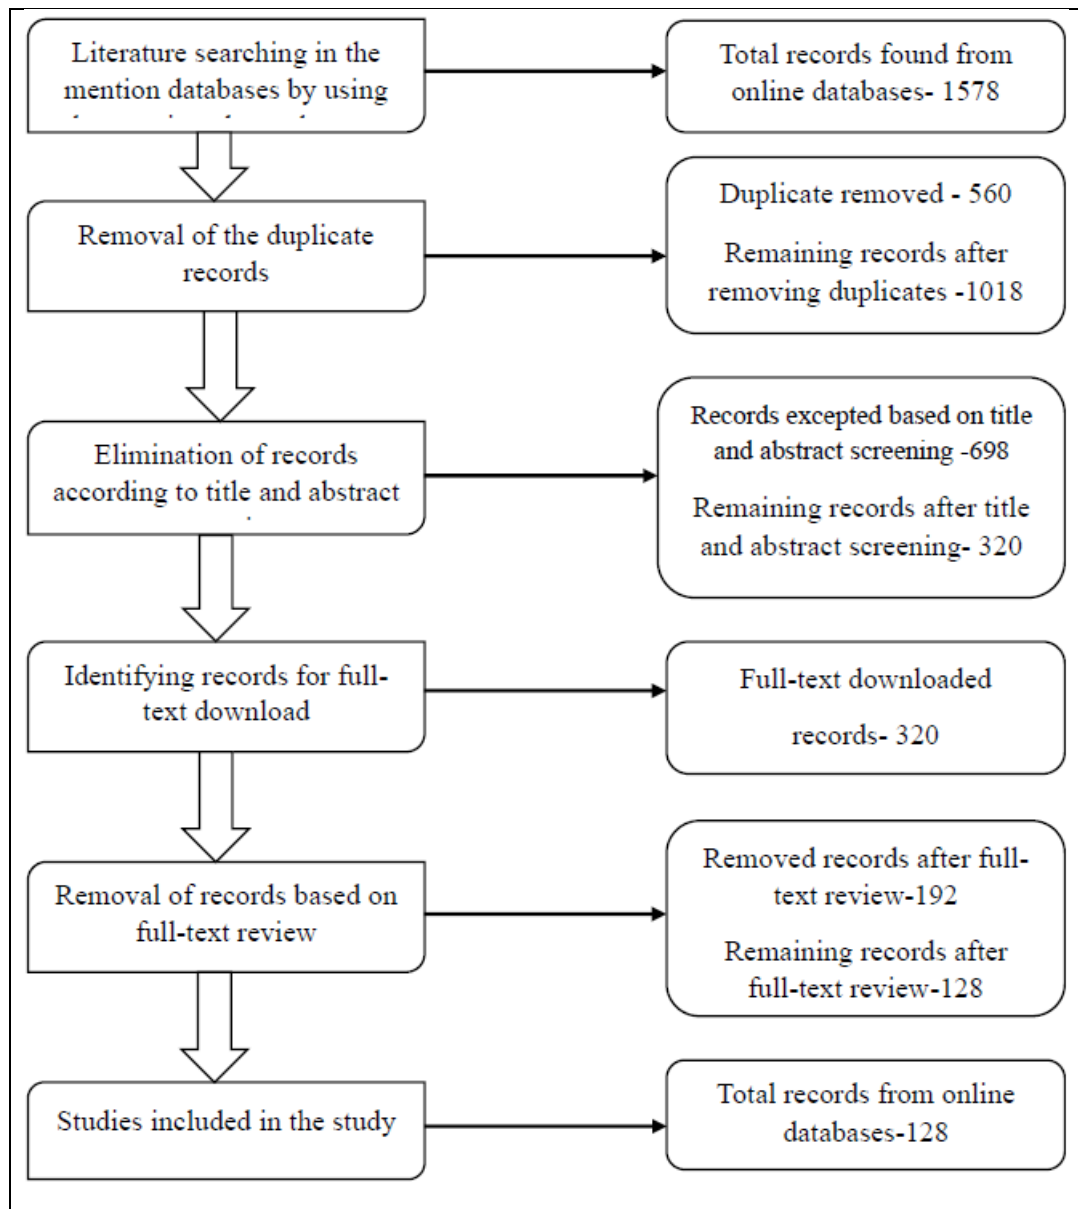 Literature searching in the
mention databases by using
Total records found from
online databases- 1578
Removal of the duplicate
records
Duplicate removed - 560
Remaining records after
removing duplicates -1018
Elimination of records
according to title and abstract
Records excepted based on title
and abstract screening -698
Remaining records after title
and abstract screening- 320
Identifying records for full-
text download
Full-text downloaded
records- 320
Removal of records based on
full-text review
Removed records after full-
text review-192
Remaining records after
full-text review-128
Studies included in the study
Total records from online
databases-128